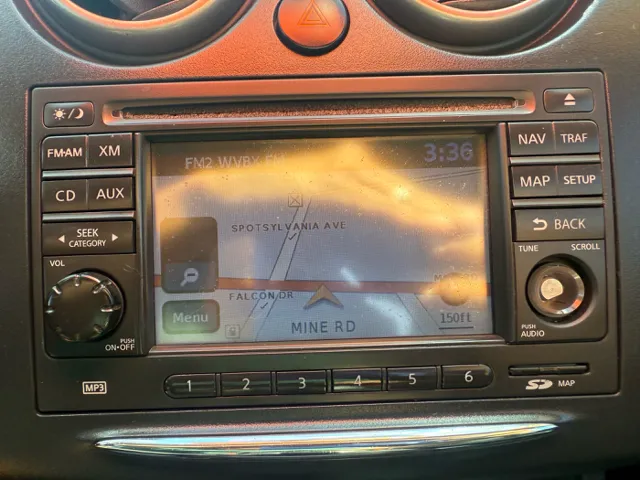 FM2 WVBX FM 3:36
SPOTSYLVANIA AVE
FALCON DR
Menu
MINE RD
150ft
FM•AM XM
CD AUX
SEEK
CATEGORY
VOL
PUSH
ON•OFF
MP3
NAV TRAF
MAP SETUP
BACK
TUNE SCROLL
PUSH
AUDIO
1 2 3 4 5 6
SD MAP